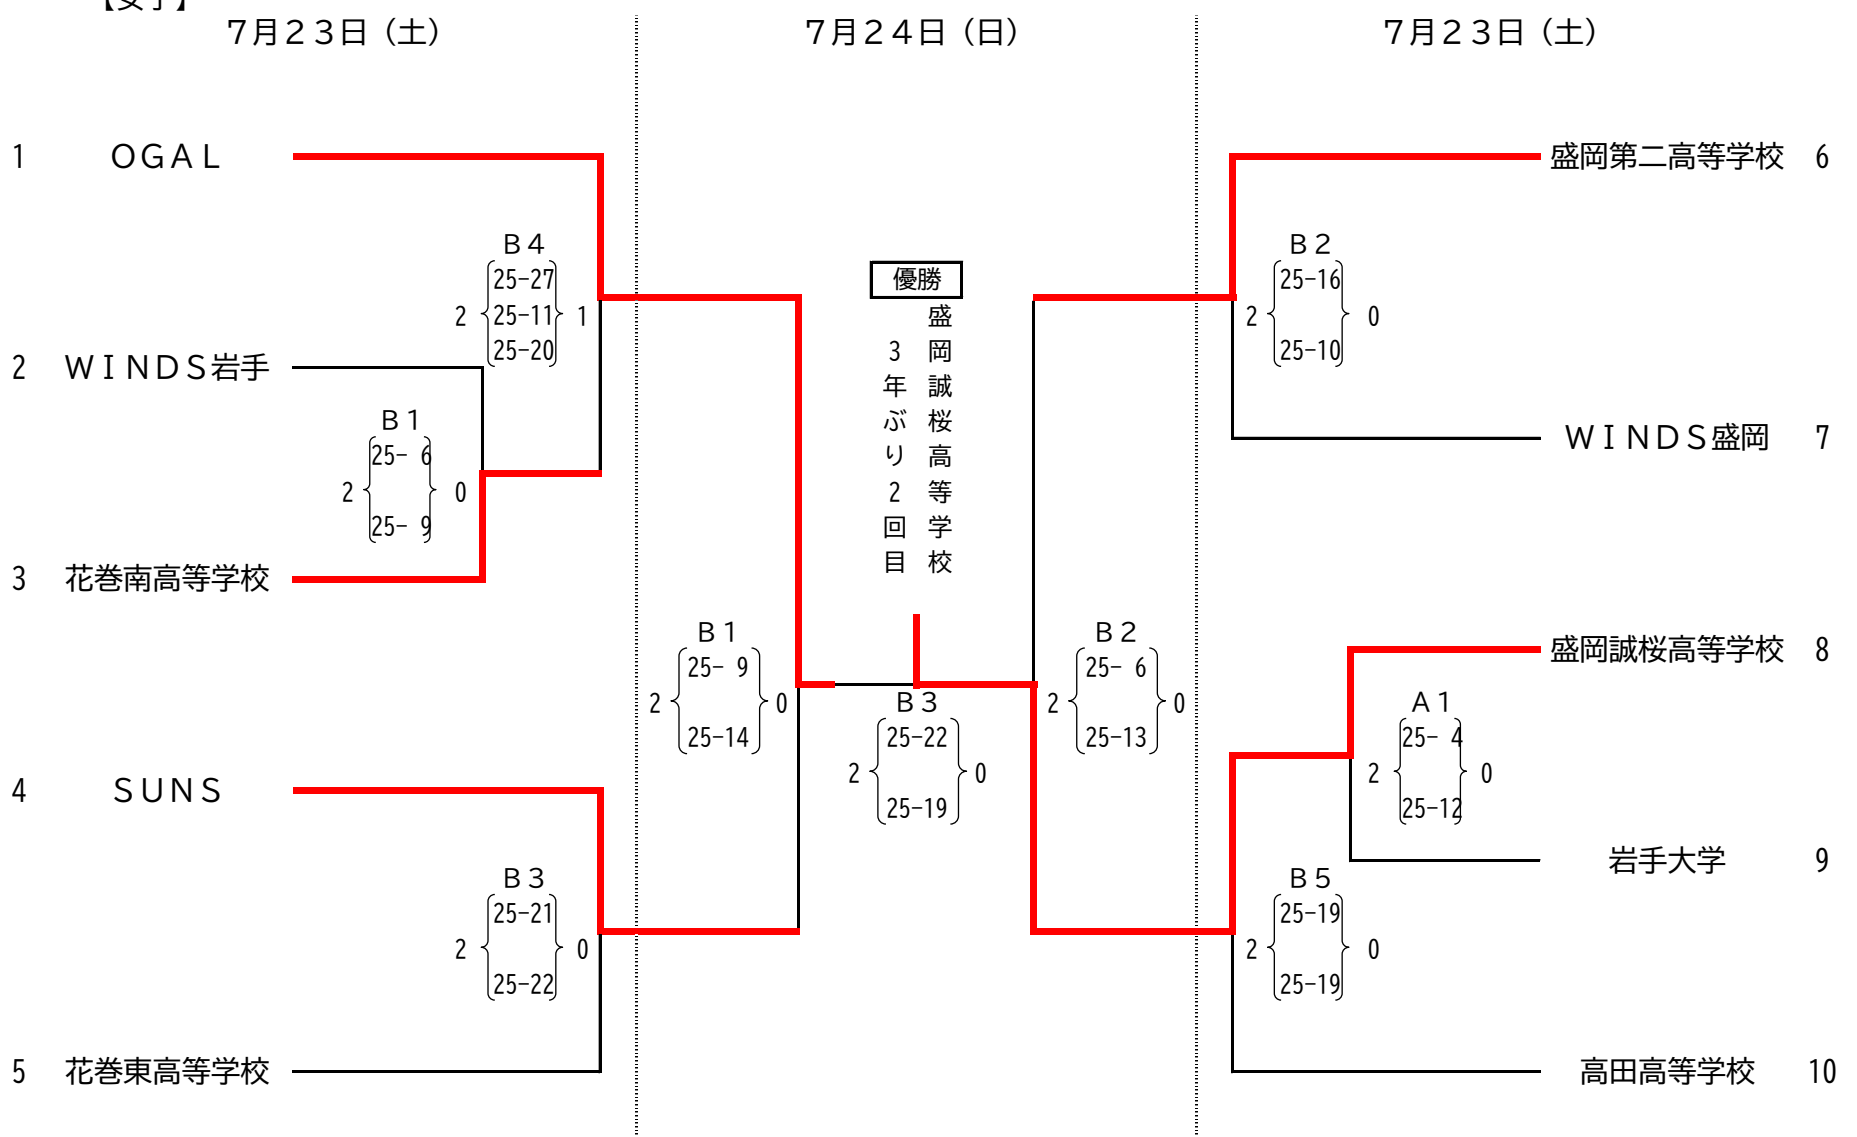 【女子】
７月２３日（土）
７月２４日（日）
７月２３日（土）
1 ＯＧＡＬ
盛岡第二高等学校 6
Ｂ４
25-27
2 25-11 1
25-20
Ｂ２
25-16
2 0
25-10
優勝
盛岡誠桜高等学校
3年ぶり2回目
2 ＷＩＮＤＳ岩手
ＷＩＮＤＳ盛岡 7
Ｂ１
25- 6
2 0
25- 9
3 花巻南高等学校
盛岡誠桜高等学校 8
Ｂ１
25- 9
2 0
25-14
Ｂ２
25- 6
2 0
25-13
Ｂ３
25-22
2 0
25-19
Ａ１
25- 4
2 0
25-12
4 ＳＵＮＳ
岩手大学 9
Ｂ３
25-21
2 0
25-22
Ｂ５
25-19
2 0
25-19
5 花巻東高等学校
高田高等学校 10